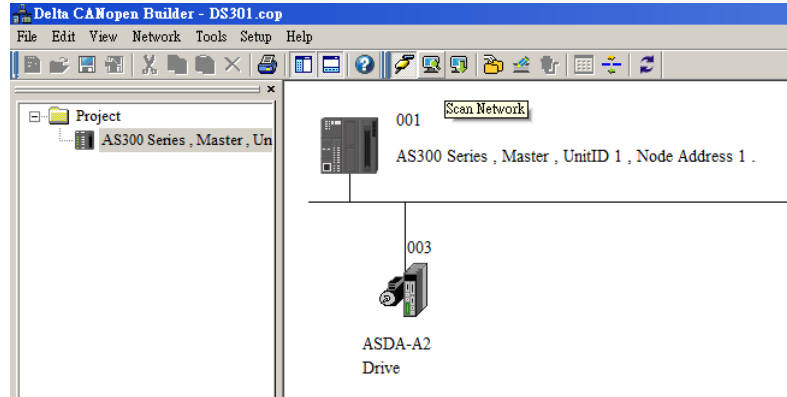 Delta CANopen Builder - DS301.cop
File Edit View Network Tools Setup Help
Project
AS300 Series , Master , Un
001
Scan Network
AS300 Series , Master , UnitID 1 , Node Address 1 .
003
ASDA-A2
Drive